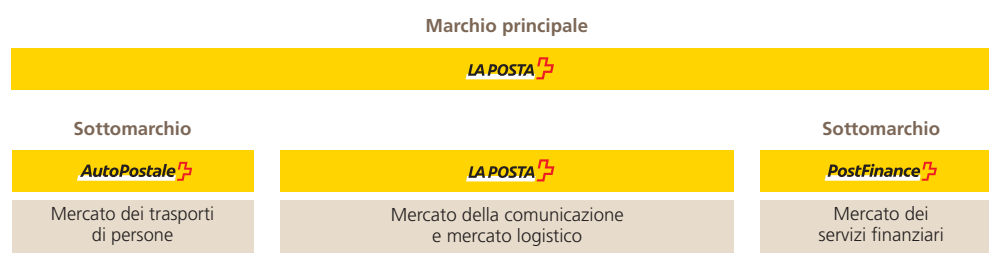 Marchio principale
LA POSTA
Sottomarchio
Sottomarchio
AutoPostale
LA POSTA
PostFinance
Mercato dei trasporti
di persone
Mercato della comunicazione
e mercato logistico
Mercato dei
servizi finanziari